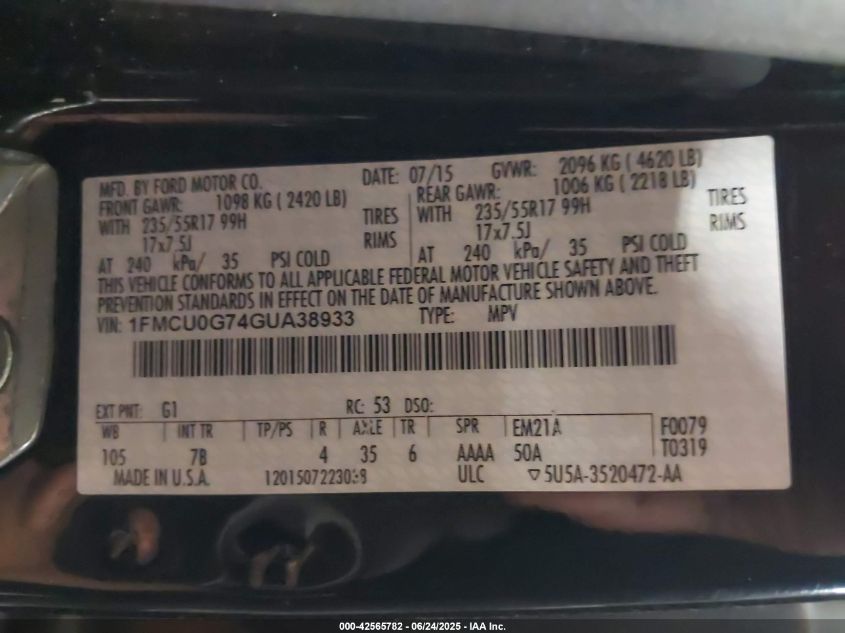 MFD. BY FORD MOTOR CO. DATE: 07/15 GVWR: 2096 KG ( 4620 LB)
FRONT GAWR: 1098 KG ( 2420 LB) REAR GAWR: 1006 KG ( 2218 LB)
WITH 235/55R17 99H TIRES WITH 235/55R17 99H TIRES
17x7.5J RIMS 17x7.5J RIMS
AT 240 kPa/ 35 PSI COLD AT 240 kPa/ 35 PSI COLD
THIS VEHICLE CONFORMS TO ALL APPLICABLE FEDERAL MOTOR VEHICLE SAFETY AND THEFT
PREVENTION STANDARDS IN EFFECT ON THE DATE OF MANUFACTURE SHOWN ABOVE.
VIN: 1FMCU0G74GUA38933 TYPE: MPV
EXT PNT: G1 RC: 53 DSO:
WB INT TR TP/PS R AXLE TR SPR EM21A F0079
105 7B 4 35 6 AAAA 50A T0319
MADE IN U.S.A. ULC ▽5U5A-3520472-AA
000-42565782 - 06/24/2025 - IAA Inc.